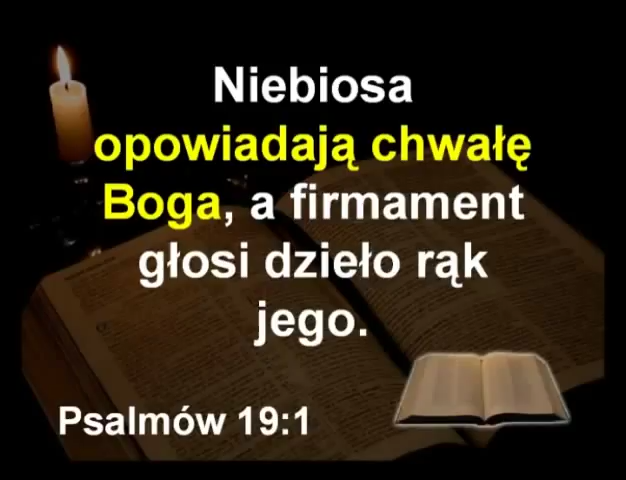 Niebiosa
opowiadają chwałę
Boga, a firmament
głosi dzieło rąk
jego.
Psalmów 19:1